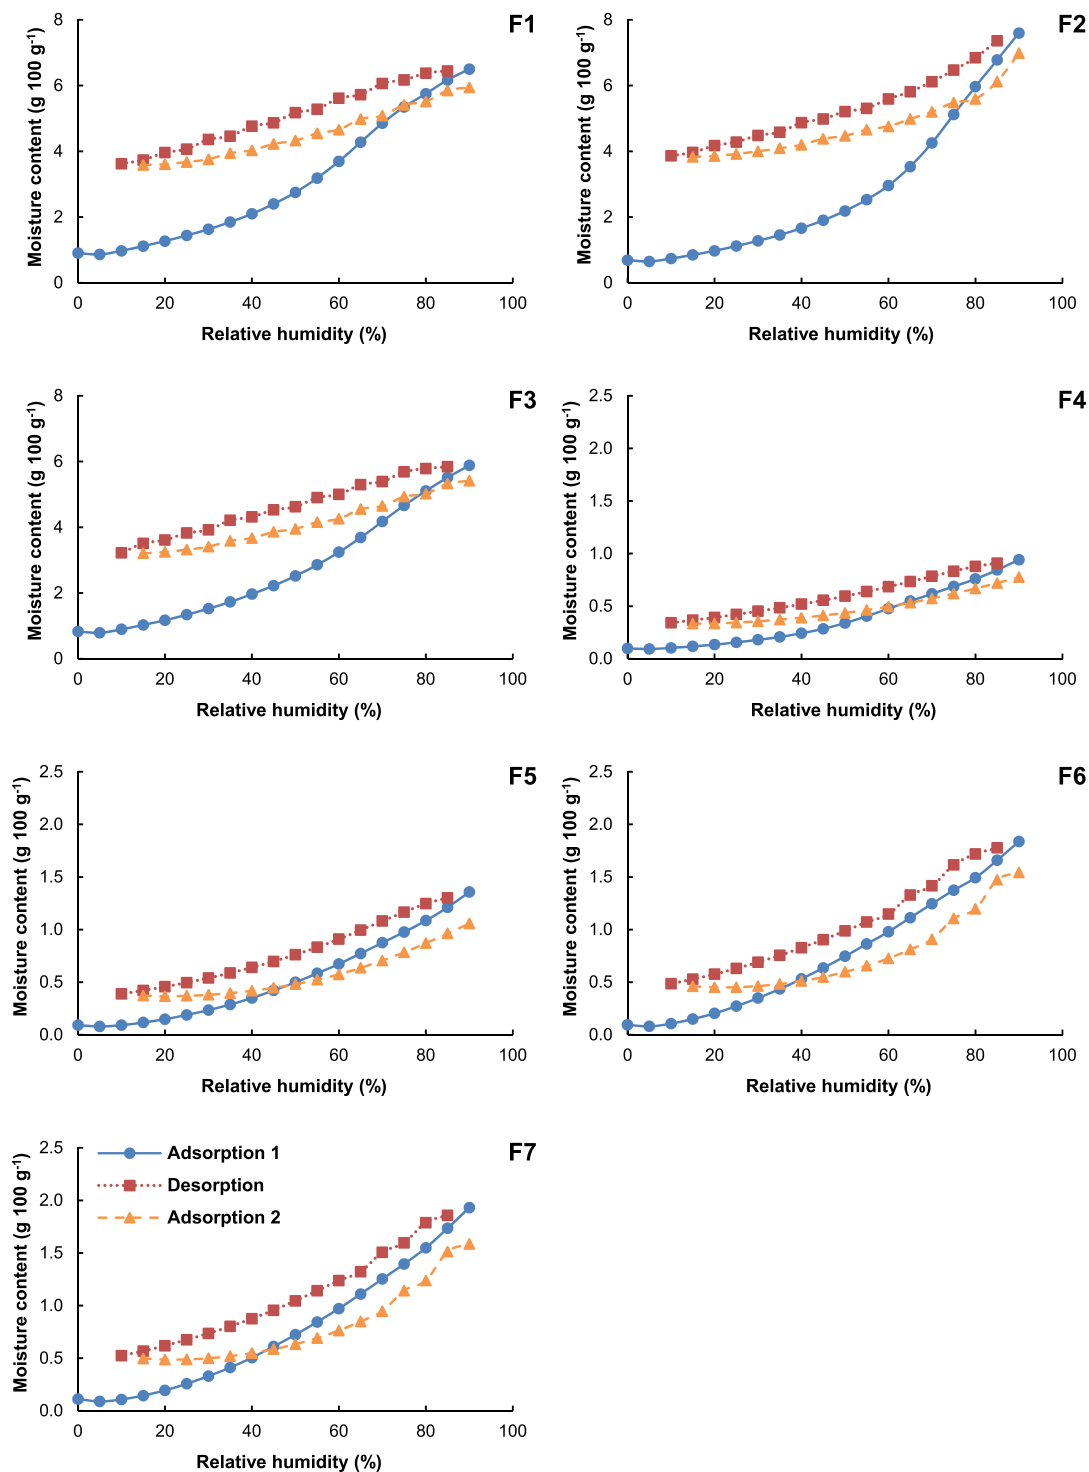 F1
Moisture content (g 100 g-1)
8
6
4
2
0
0 20 40 60 80 100
Relative humidity (%)
F2
Moisture content (g 100 g-1)
8
6
4
2
0
0 20 40 60 80 100
Relative humidity (%)
F3
Moisture content (g 100 g-1)
8
6
4
2
0
0 20 40 60 80 100
Relative humidity (%)
F4
Moisture content (g 100 g-1)
2.5
2.0
1.5
1.0
0.5
0.0
0 20 40 60 80 100
Relative humidity (%)
F5
Moisture content (g 100 g-1)
2.5
2.0
1.5
1.0
0.5
0.0
0 20 40 60 80 100
Relative humidity (%)
F6
Moisture content (g 100 g-1)
2.5
2.0
1.5
1.0
0.5
0.0
0 20 40 60 80 100
Relative humidity (%)
F7
Moisture content (g 100 g-1)
2.5
2.0
1.5
1.0
0.5
0.0
Adsorption 1
Desorption
Adsorption 2
0 20 40 60 80 100
Relative humidity (%)